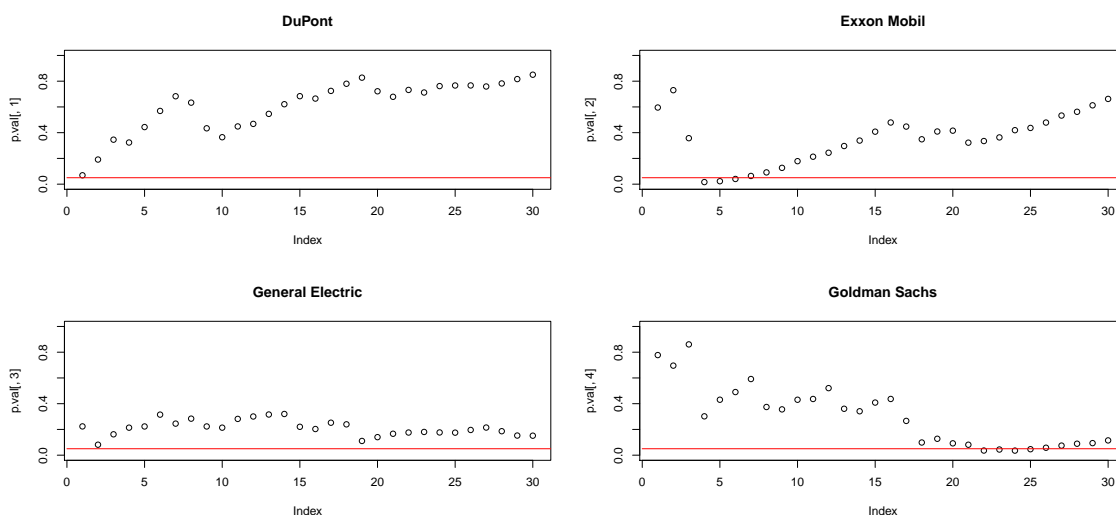 DuPont
p.val[, 1]
0.0 0.4 0.8
0 5 10 15 20 25 30
Index
Exxon Mobil
p.val[, 2]
0.0 0.4 0.8
0 5 10 15 20 25 30
Index
General Electric
p.val[, 3]
0.0 0.4 0.8
0 5 10 15 20 25 30
Index
Goldman Sachs
p.val[, 4]
0.0 0.4 0.8
0 5 10 15 20 25 30
Index